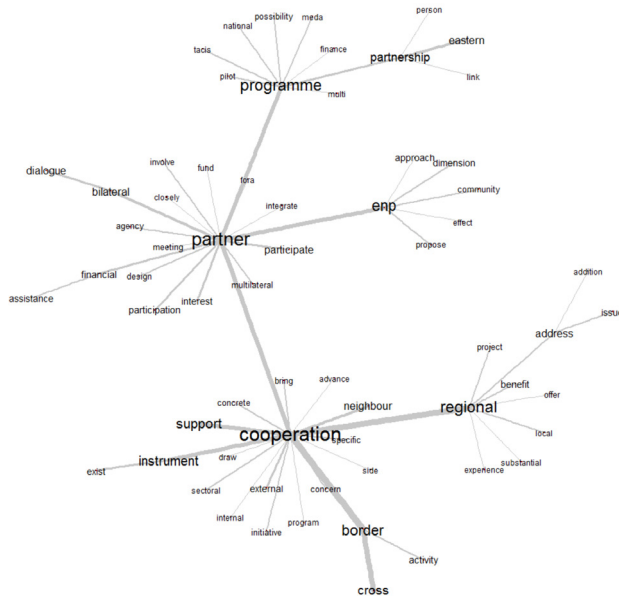 person
possibility
meda
national
eastern
tacis
finance
partnership
pilot
link
programme
multi
involve
fund
approach
dimension
dialogue
bilateral
fora
closely
integrate
enp
community
agency
effect
partner
meeting
participate
propose
financial
design
addition
multilateral
assistance
participation
interest
issue
address
project
bring
advance
benefit
concrete
neighbour
regional
offer
support
cooperation
specific
local
draw
instrument
substantial
exist
side
experience
sectoral
external
concern
internal
initiative
program
border
activity
cross